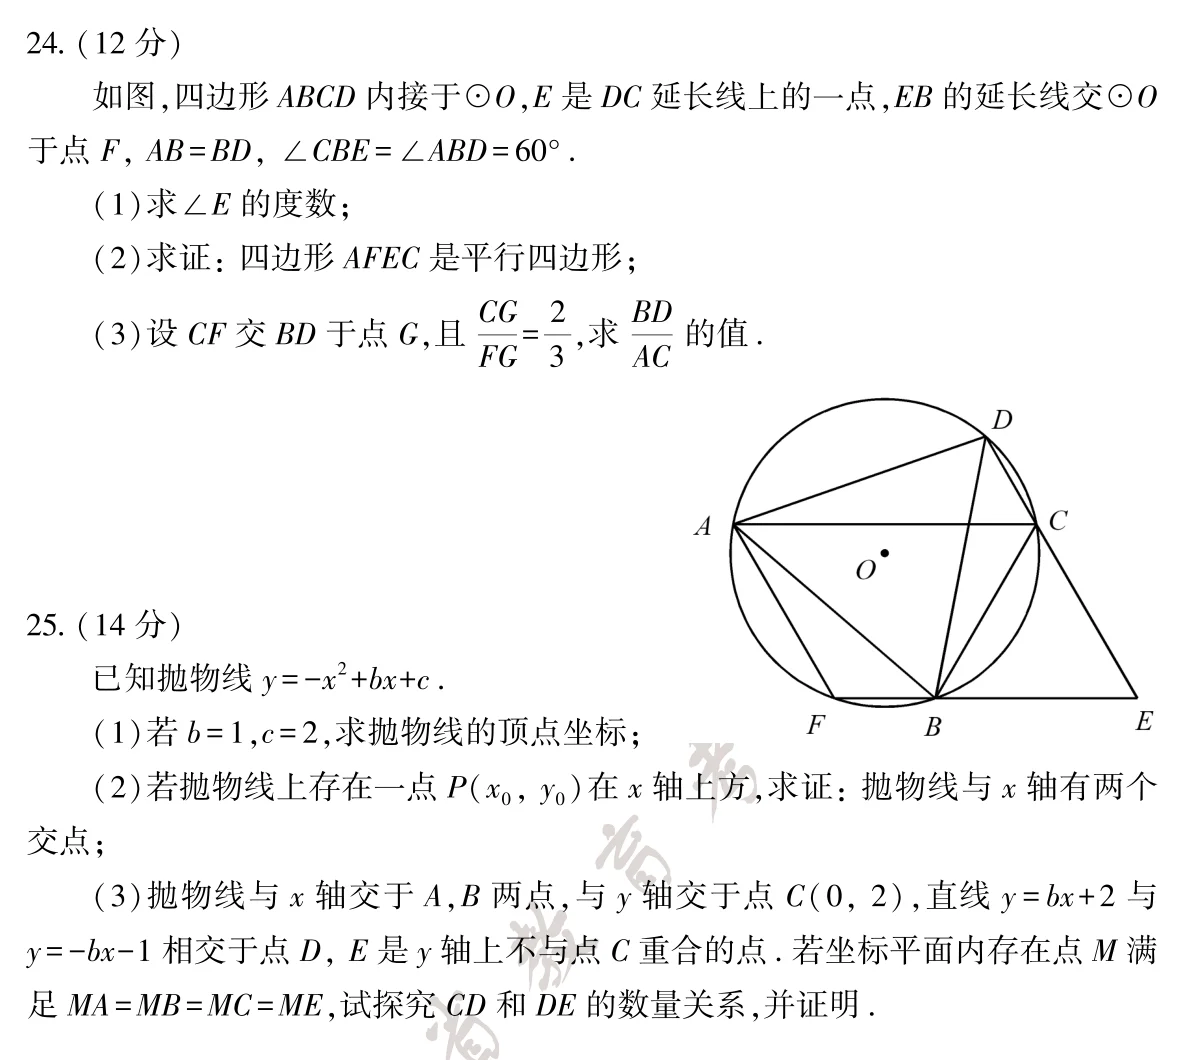 24. (12 分)
如图,四边形 ABCD 内接于⊙O,E 是 DC 延长线上的一点,EB 的延长线交⊙O
于点 F, AB=BD, ∠CBE=∠ABD=60°.
(1)求∠E 的度数;
(2)求证: 四边形 AFEC 是平行四边形;
(3)设 CF 交 BD 于点 G,且 CG/FG=2/3,求 BD/AC 的值.
D
A
C
O
F
B
E
25. (14 分)
已知抛物线 y=-x²+bx+c.
(1)若 b=1,c=2,求抛物线的顶点坐标;
(2)若抛物线上存在一点 P(x₀, y₀)在 x 轴上方,求证: 抛物线与 x 轴有两个
交点;
(3)抛物线与 x 轴交于 A,B 两点,与 y 轴交于点 C(0, 2),直线 y=bx+2 与
y=-bx-1 相交于点 D, E 是 y 轴上不与点 C 重合的点. 若坐标平面内存在点 M 满
足 MA=MB=MC=ME,试探究 CD 和 DE 的数量关系,并证明.